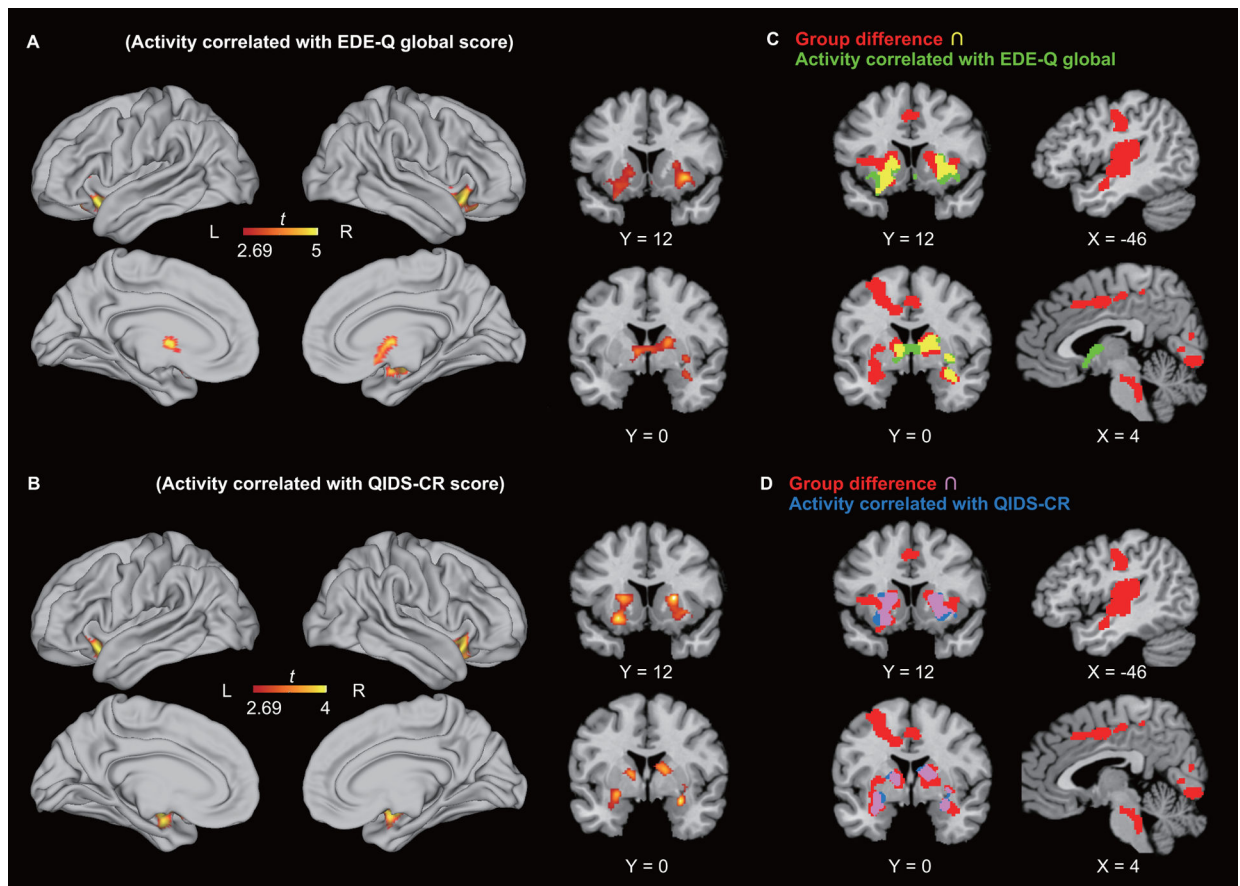 A (Activity correlated with EDE-Q global score)
L t R
2.69 5
Y = 12
Y = 0
C Group difference ∩
Activity correlated with EDE-Q global
Y = 12 X = -46
Y = 0 X = 4
B (Activity correlated with QIDS-CR score)
L t R
2.69 4
Y = 12
Y = 0
D Group difference ∩
Activity correlated with QIDS-CR
Y = 12 X = -46
Y = 0 X = 4